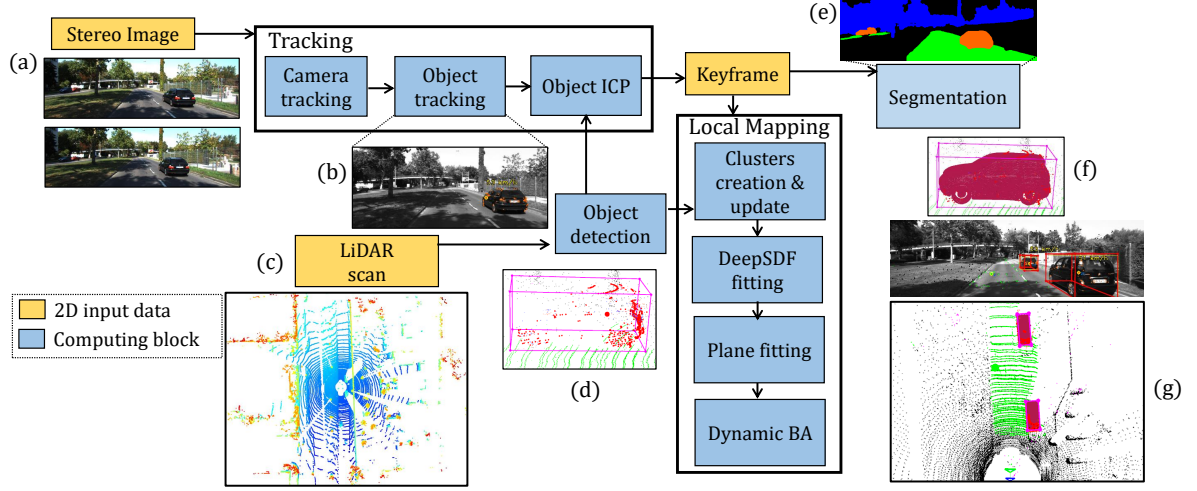 (e)
Stereo Image
Tracking
(a)
Camera
tracking
Object
tracking
Object ICP
Keyframe
Segmentation
Local Mapping
(b)
Clusters
creation &
update
(f)
Object
detection
(c)
LiDAR
scan
DeepSDF
fitting
2D input data
Computing block
Plane fitting
(d)
(g)
Dynamic BA